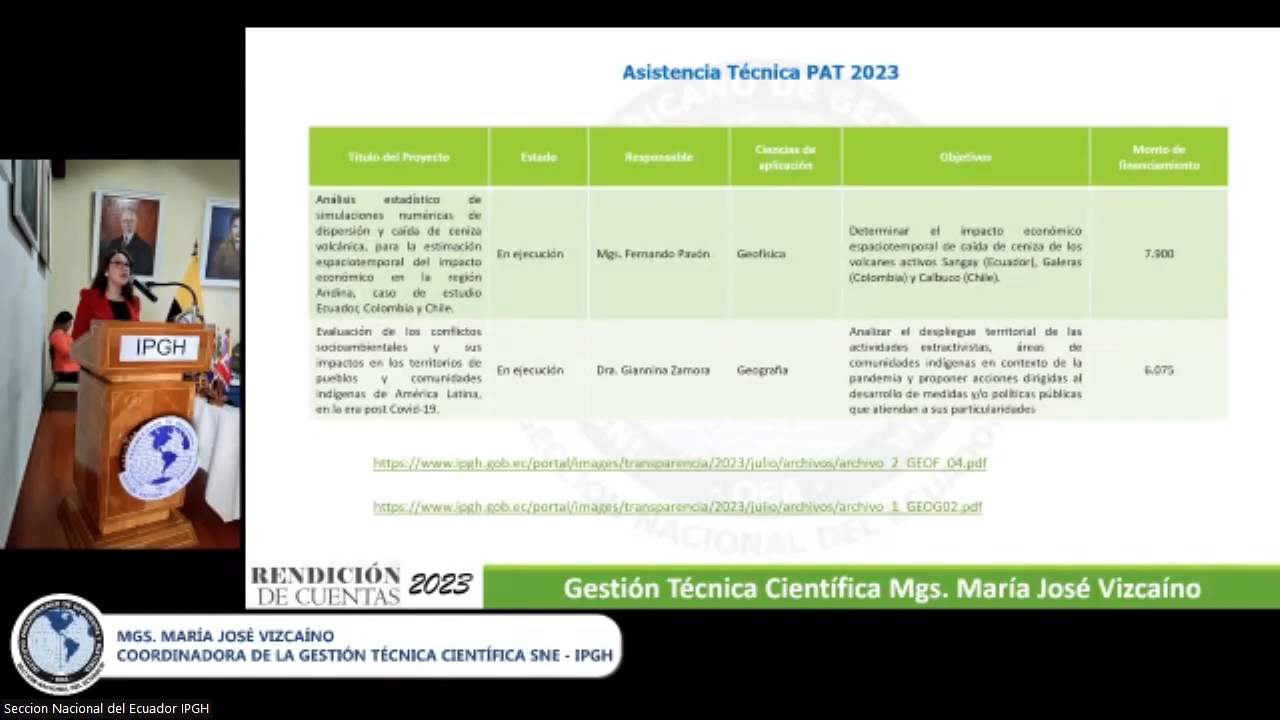 Asistencia Técnica PAT 2023
Título del Proyecto
Estado
Responsable
Ciencias de
aplicación
Objetivos
Monto de
financiamiento
Análisis estadístico de
simulaciones numéricas de
dispersión y caída de ceniza
volcánica, para la estimación
espaciotemporal del impacto
económico en la región
Andina, caso de estudio
Ecuador, Colombia y Chile.
En ejecución
Mgs. Fernando Pavón
Geofísica
Determinar el impacto económico
espaciotemporal de caída de ceniza de los
volcanes activos Sangay (Ecuador), Galeras
(Colombia) y Calbuco (Chile).
7.900
Evaluación de los conflictos
socioambientales y sus
impactos en los territorios de
pueblos y comunidades
indígenas de América Latina,
en la era post Covid-19.
En ejecución
Dra. Giannina Zamora
Geografía
Analizar el despliegue territorial de las
actividades extractivistas, áreas de
comunidades indígenas en contexto de la
pandemia y proponer acciones dirigidas al
desarrollo de medidas y/o políticas públicas
que atiendan a sus particularidades
6.075
https://www.ipgh.gob.ec/portal/images/transparencia/2023/julio/archivos/archivo_2_GEOF_04.pdf
https://www.ipgh.gob.ec/portal/images/transparencia/2023/julio/archivos/archivo_1_GEOG02.pdf
IPGH
RENDICIÓN
DE CUENTAS 2023
Gestión Técnica Científica Mgs. María José Vizcaíno
MGS. MARÍA JOSÉ VIZCAÍNO
COORDINADORA DE LA GESTIÓN TÉCNICA CIENTÍFICA SNE - IPGH
Seccion Nacional del Ecuador IPGH